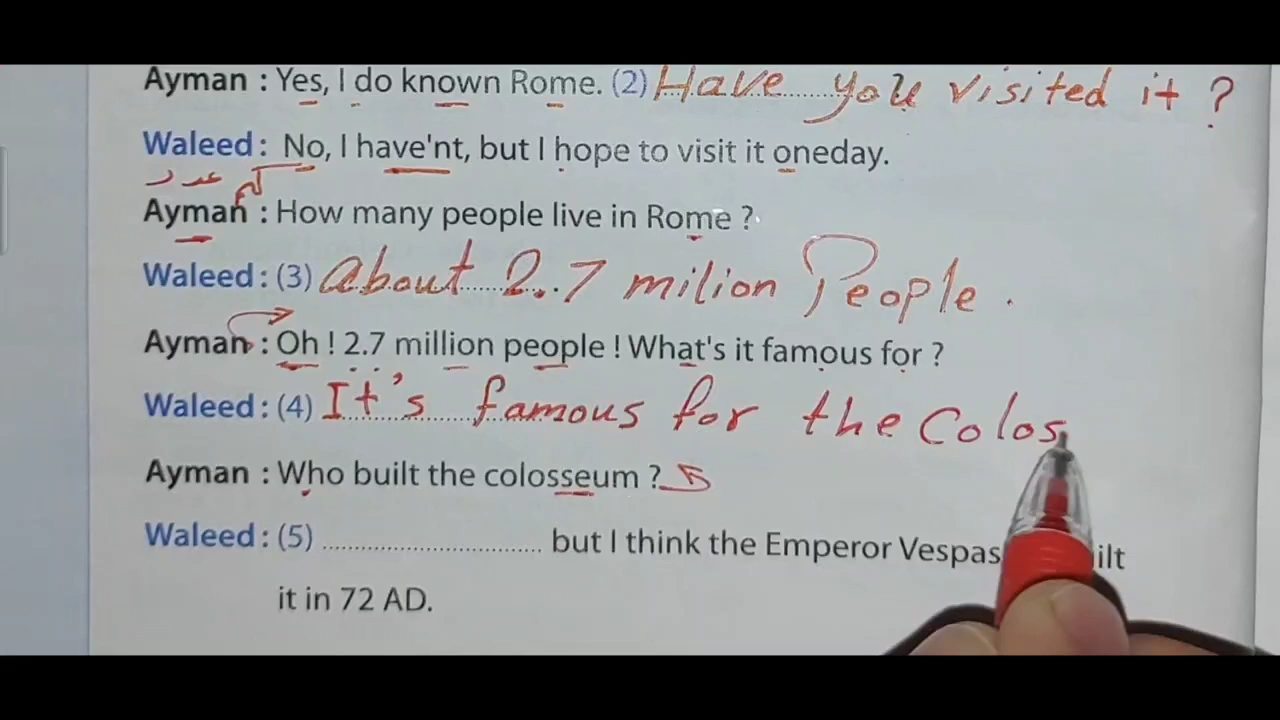 Ayman : Yes, I do known Rome. (2) Have you visited it ?
Waleed : No, I have'nt, but I hope to visit it oneday.
كم عدد
Ayman : How many people live in Rome ?
Waleed : (3) About 2.7 milion People .
Ayman : Oh ! 2.7 million people ! What's it famous for ?
Waleed : (4) It's famous for the Colos
Ayman : Who built the colosseum ?
Waleed : (5) ........................ but I think the Emperor Vespas ilt
it in 72 AD.